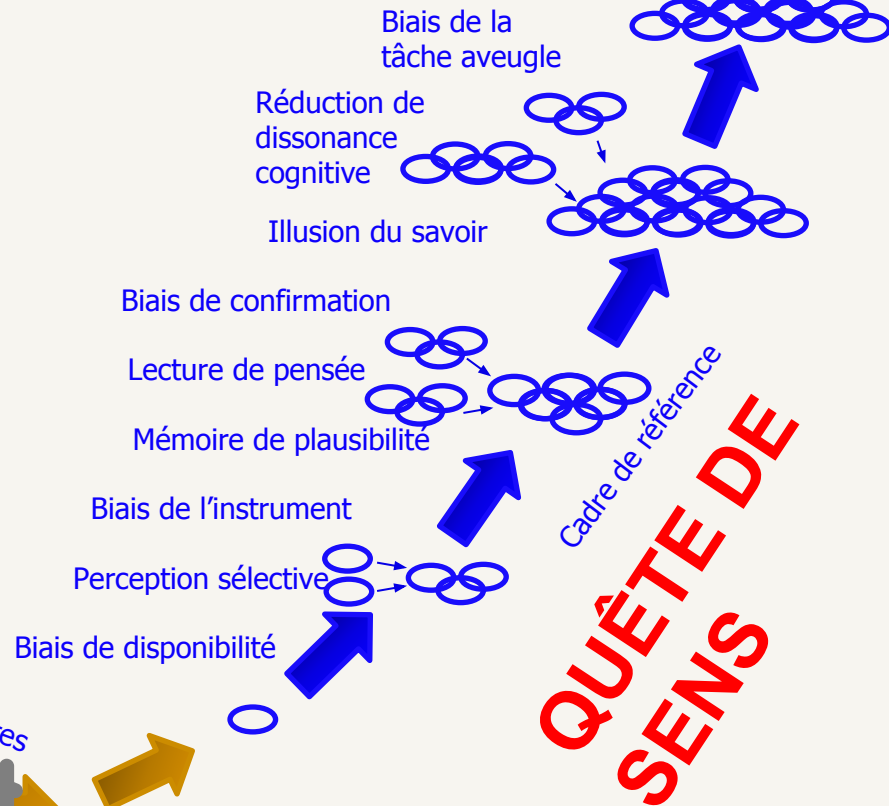 Biais de la
tâche aveugle
Réduction de
dissonance
cognitive
Illusion du savoir
Biais de confirmation
Lecture de pensée
Mémoire de plausibilité
Biais de l’instrument
Perception sélective
Biais de disponibilité
Cadre de référence
QUÊTE DE
SENS